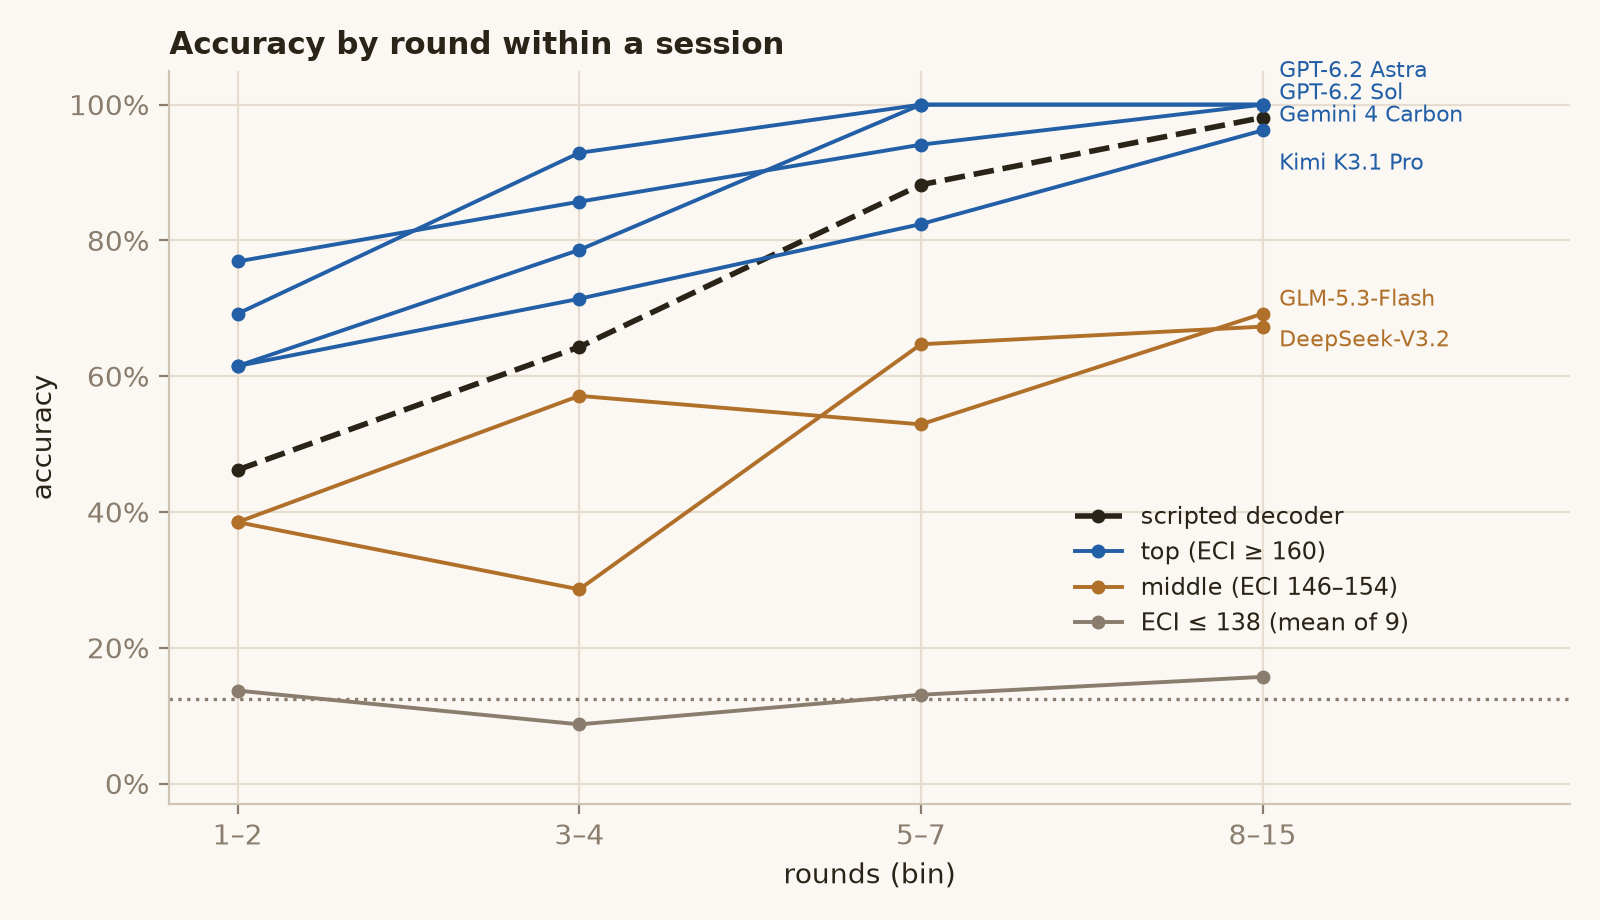 Accuracy by round within a session
GPT-6.2 Astra
GPT-6.2 Sol
Gemini 4 Carbon
Kimi K3.1 Pro
GLM-5.3-Flash
DeepSeek-V3.2
100%
80%
60%
40%
20%
0%
accuracy
scripted decoder
top (ECI ≥ 160)
middle (ECI 146–154)
ECI ≤ 138 (mean of 9)
1–2
3–4
5–7
8–15
rounds (bin)